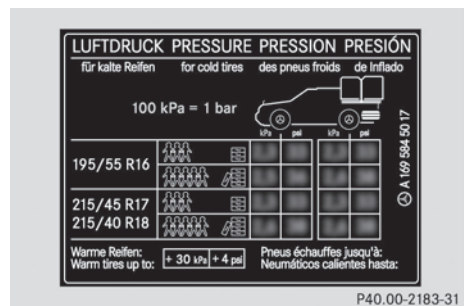 LUFTDRUCK PRESSURE PRESSION PRESIÓN
für kalte Reifen for cold tires des pneus froids de Inflado
100 kPa = 1 bar
kPa psi kPa psi
195/55 R16
215/45 R17
215/40 R18
A 169 584 50 17
Warme Reifen: Pneus échauffes jusqu'à:
Warm tires up to: + 30 kPa + 4 psi Neumáticos calientes hasta:
P40.00-2183-31